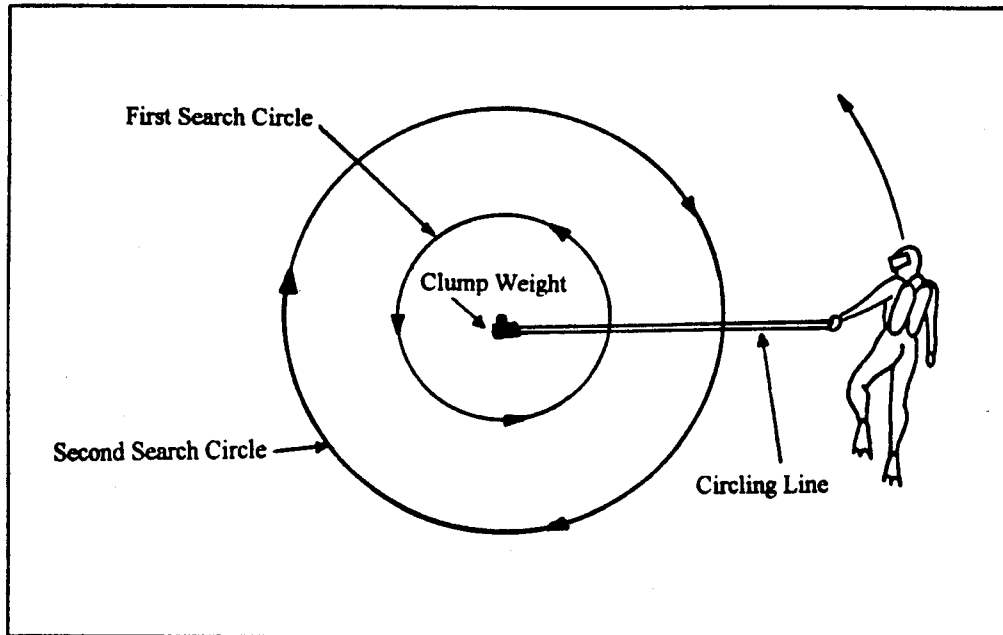 First Search Circle
Clump Weight
Second Search Circle
Circling Line